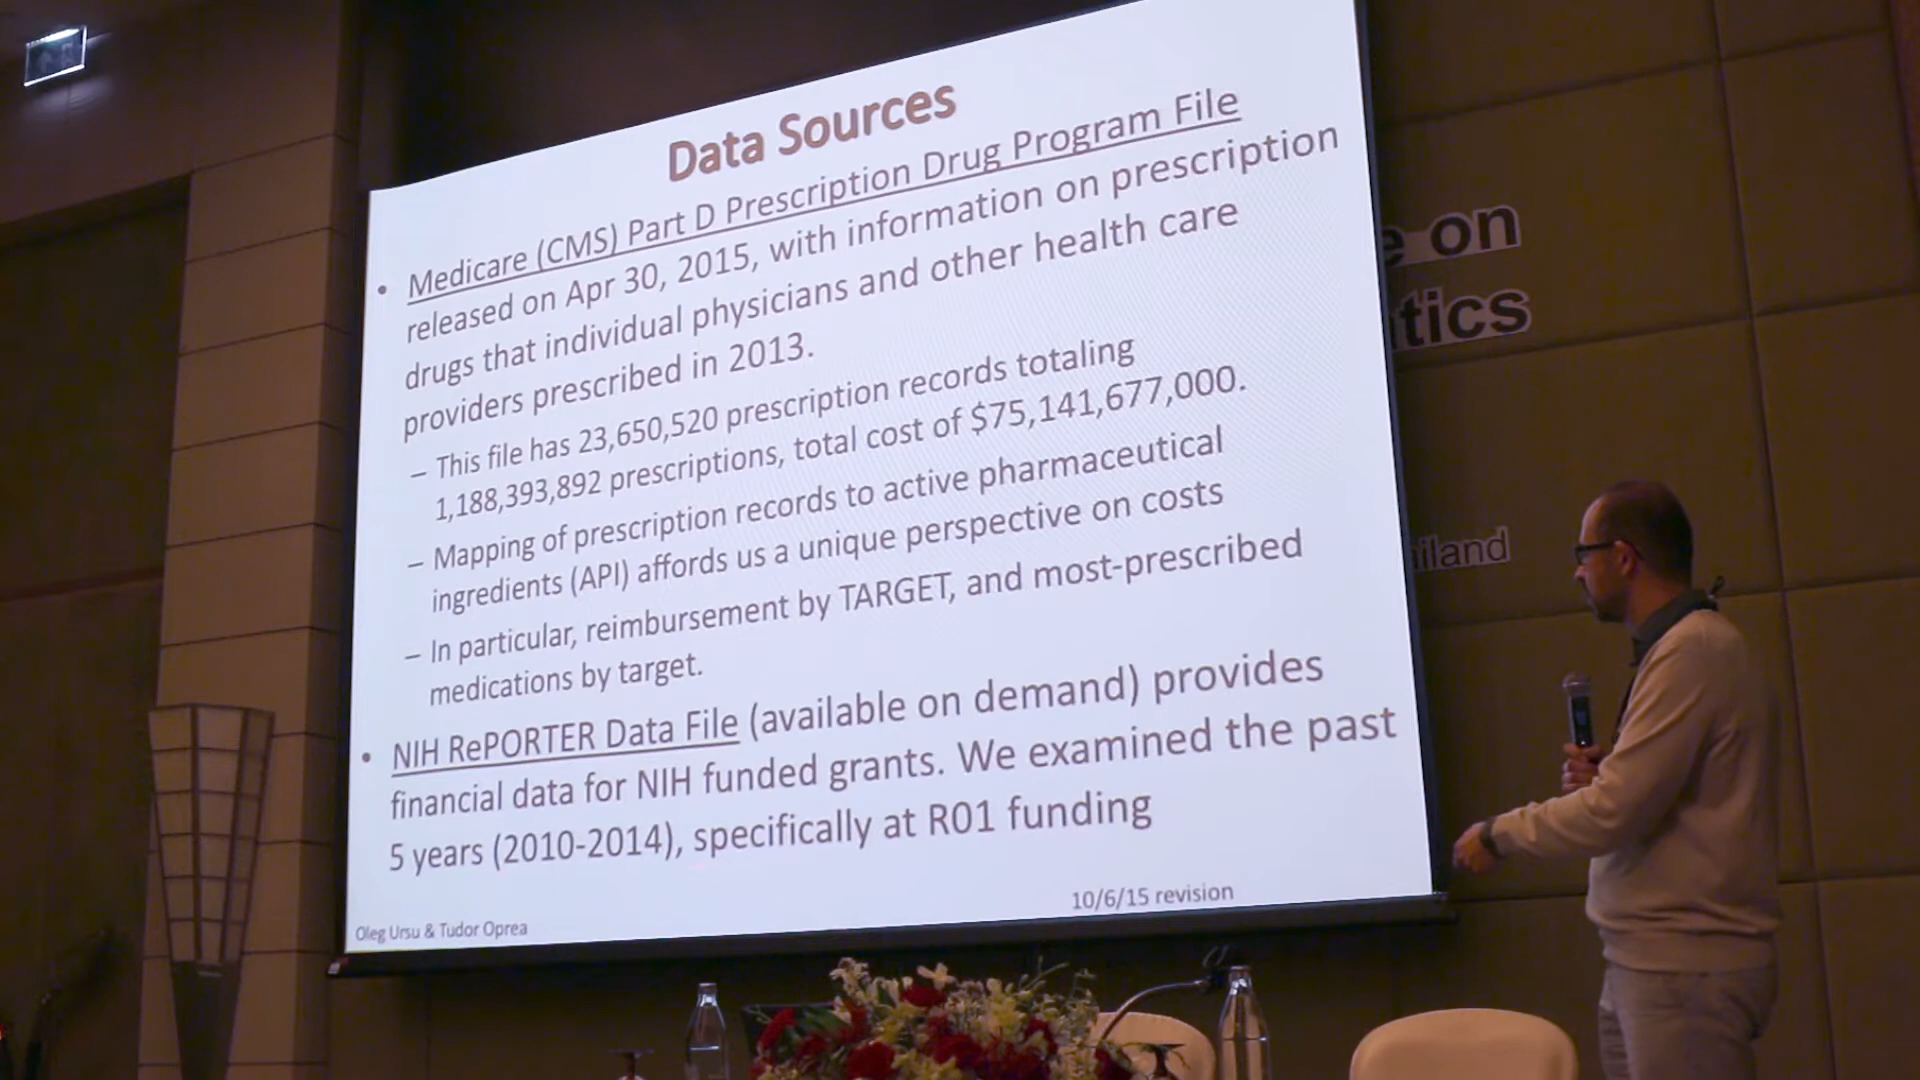 Data Sources
• Medicare (CMS) Part D Prescription Drug Program File
released on Apr 30, 2015, with information on prescription
drugs that individual physicians and other health care
providers prescribed in 2013.
– This file has 23,650,520 prescription records totaling
1,188,393,892 prescriptions, total cost of $75,141,677,000.
– Mapping of prescription records to active pharmaceutical
ingredients (API) affords us a unique perspective on costs
– In particular, reimbursement by TARGET, and most-prescribed
medications by target.
• NIH RePORTER Data File (available on demand) provides
financial data for NIH funded grants. We examined the past
5 years (2010-2014), specifically at R01 funding
10/6/15 revision
Oleg Ursu & Tudor Oprea
e on
tics
iland